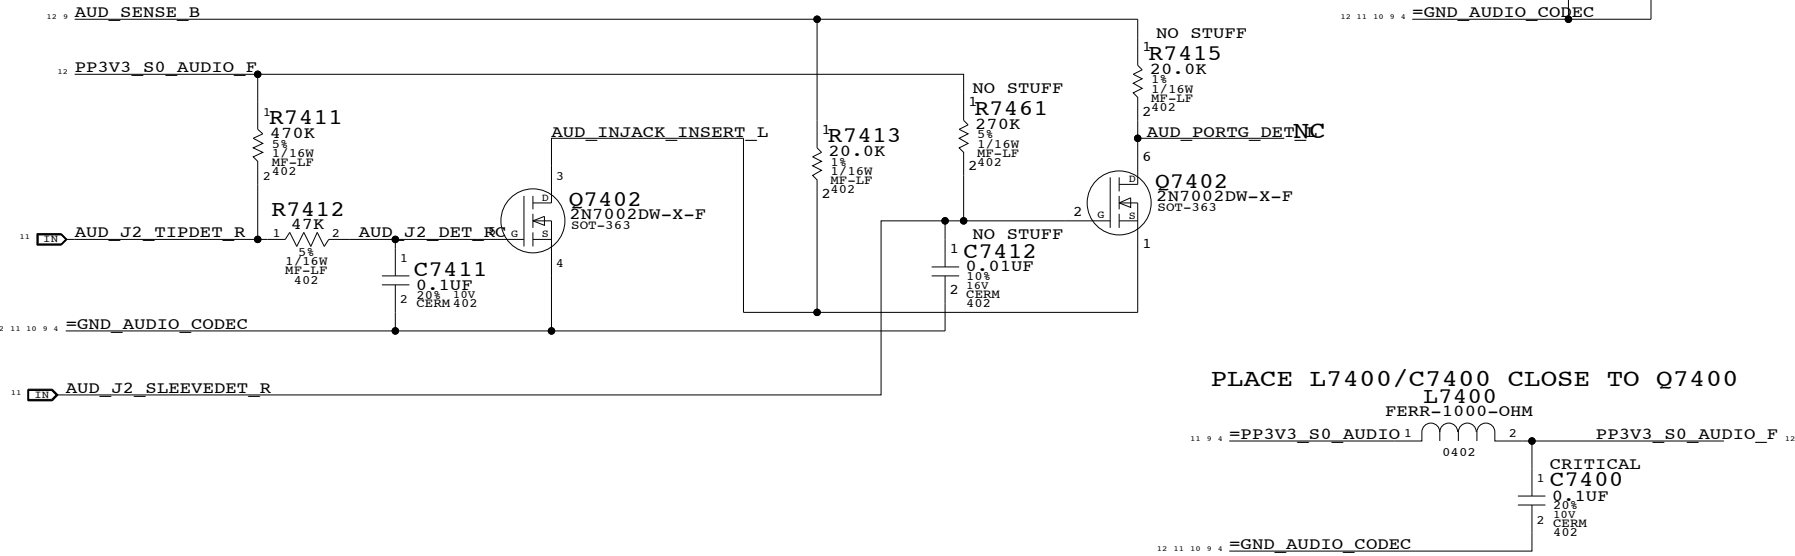 12 9 AUD_SENSE_B
12 11 10 9 4 =GND_AUDIO_CODEC
NO STUFF
1
R7415
20.0K
1%
1/16W
MF-LF
402
2
12 PP3V3_S0_AUDIO_F
NO STUFF
1
R7461
270K
5%
1/16W
MF-LF
402
2
1
R7411
470K
5%
1/16W
MF-LF
402
2
AUD_INJACK_INSERT_L
1
R7413
20.0K
1%
1/16W
MF-LF
402
2
AUD_PORTG_DET_L
NC
6
3
D
Q7402
2N7002DW-X-F
SOT-363
G
S
5
4
D
Q7402
2N7002DW-X-F
SOT-363
2
G
S
1
R7412
47K
11 IN AUD_J2_TIPDET_R
1
2
5%
1/16W
MF-LF
402
AUD_J2_DET_RC
1
C7411
0.1UF
20%
10V
CERM
402
2
NO STUFF
1
C7412
0.01UF
10%
16V
CERM
402
2
2 11 10 9 4 =GND_AUDIO_CODEC
11 IN AUD_J2_SLEEVEDET_R
PLACE L7400/C7400 CLOSE TO Q7400
L7400
FERR-1000-OHM
11 9 4 =PP3V3_S0_AUDIO
1
2
PP3V3_S0_AUDIO_F 12
0402
CRITICAL
1
C7400
0.1UF
20%
10V
CERM
402
2
12 11 10 9 4 =GND_AUDIO_CODEC